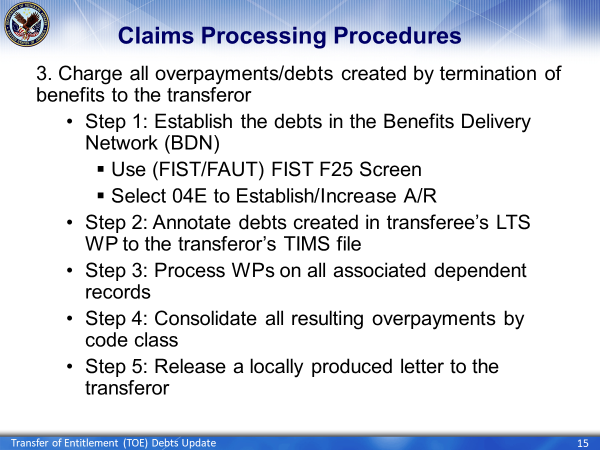 Claims Processing Procedures
3. Charge all overpayments/debts created by termination of
benefits to the transferor
• Step 1: Establish the debts in the Benefits Delivery
Network (BDN)
▪ Use (FIST/FAUT) FIST F25 Screen
▪ Select 04E to Establish/Increase A/R
• Step 2: Annotate debts created in transferee’s LTS
WP to the transferor’s TIMS file
• Step 3: Process WPs on all associated dependent
records
• Step 4: Consolidate all resulting overpayments by
code class
• Step 5: Release a locally produced letter to the
transferor
Transfer of Entitlement (TOE) Debts Update
15